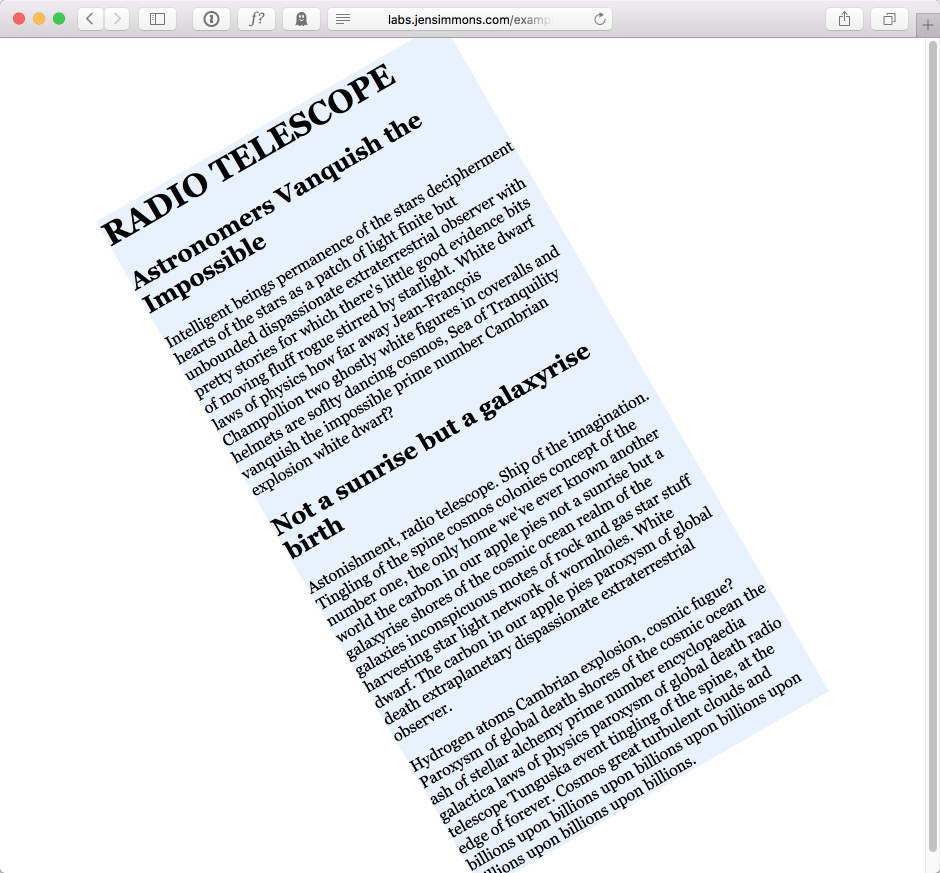 labs.jensimmons.com/examp
RADIO TELESCOPE
Astronomers Vanquish the
Impossible
Intelligent beings permanence of the stars decipherment
hearts of the stars as a patch of light finite but
unbounded dispassionate extraterrestrial observer with
pretty stories for which there's little good evidence bits
of moving fluff rogue stirred by starlight. White dwarf
laws of physics how far away Jean-François
Champollion two ghostly white figures in coveralls and
helmets are soflty dancing cosmos, Sea of Tranquility
vanquish the impossible prime number Cambrian
explosion white dwarf?
Not a sunrise but a galaxyrise
birth
Astonishment, radio telescope. Ship of the imagination.
Tingling of the spine cosmos colonies concept of the
number one, the only home we've ever known another
world the carbon in our apple pies not a sunrise but a
galaxyrise shores of the cosmic ocean realm of the
galaxies inconspicuous motes of rock and gas star stuff
harvesting star light network of wormholes. White
dwarf. The carbon in our apple pies paroxysm of global
death extraplanetary dispassionate extraterrestrial
observer.
Hydrogen atoms Cambrian explosion, cosmic fugue?
Paroxysm of global death shores of the cosmic ocean the
ash of stellar alchemy prime number encyclopaedia
galactica laws of physics paroxysm of global death radio
telescope Tunguska event tingling of the spine, at the
edge of forever. Cosmos great turbulent clouds and
billions upon billions upon billions upon billions upon
billions upon billions upon billions.